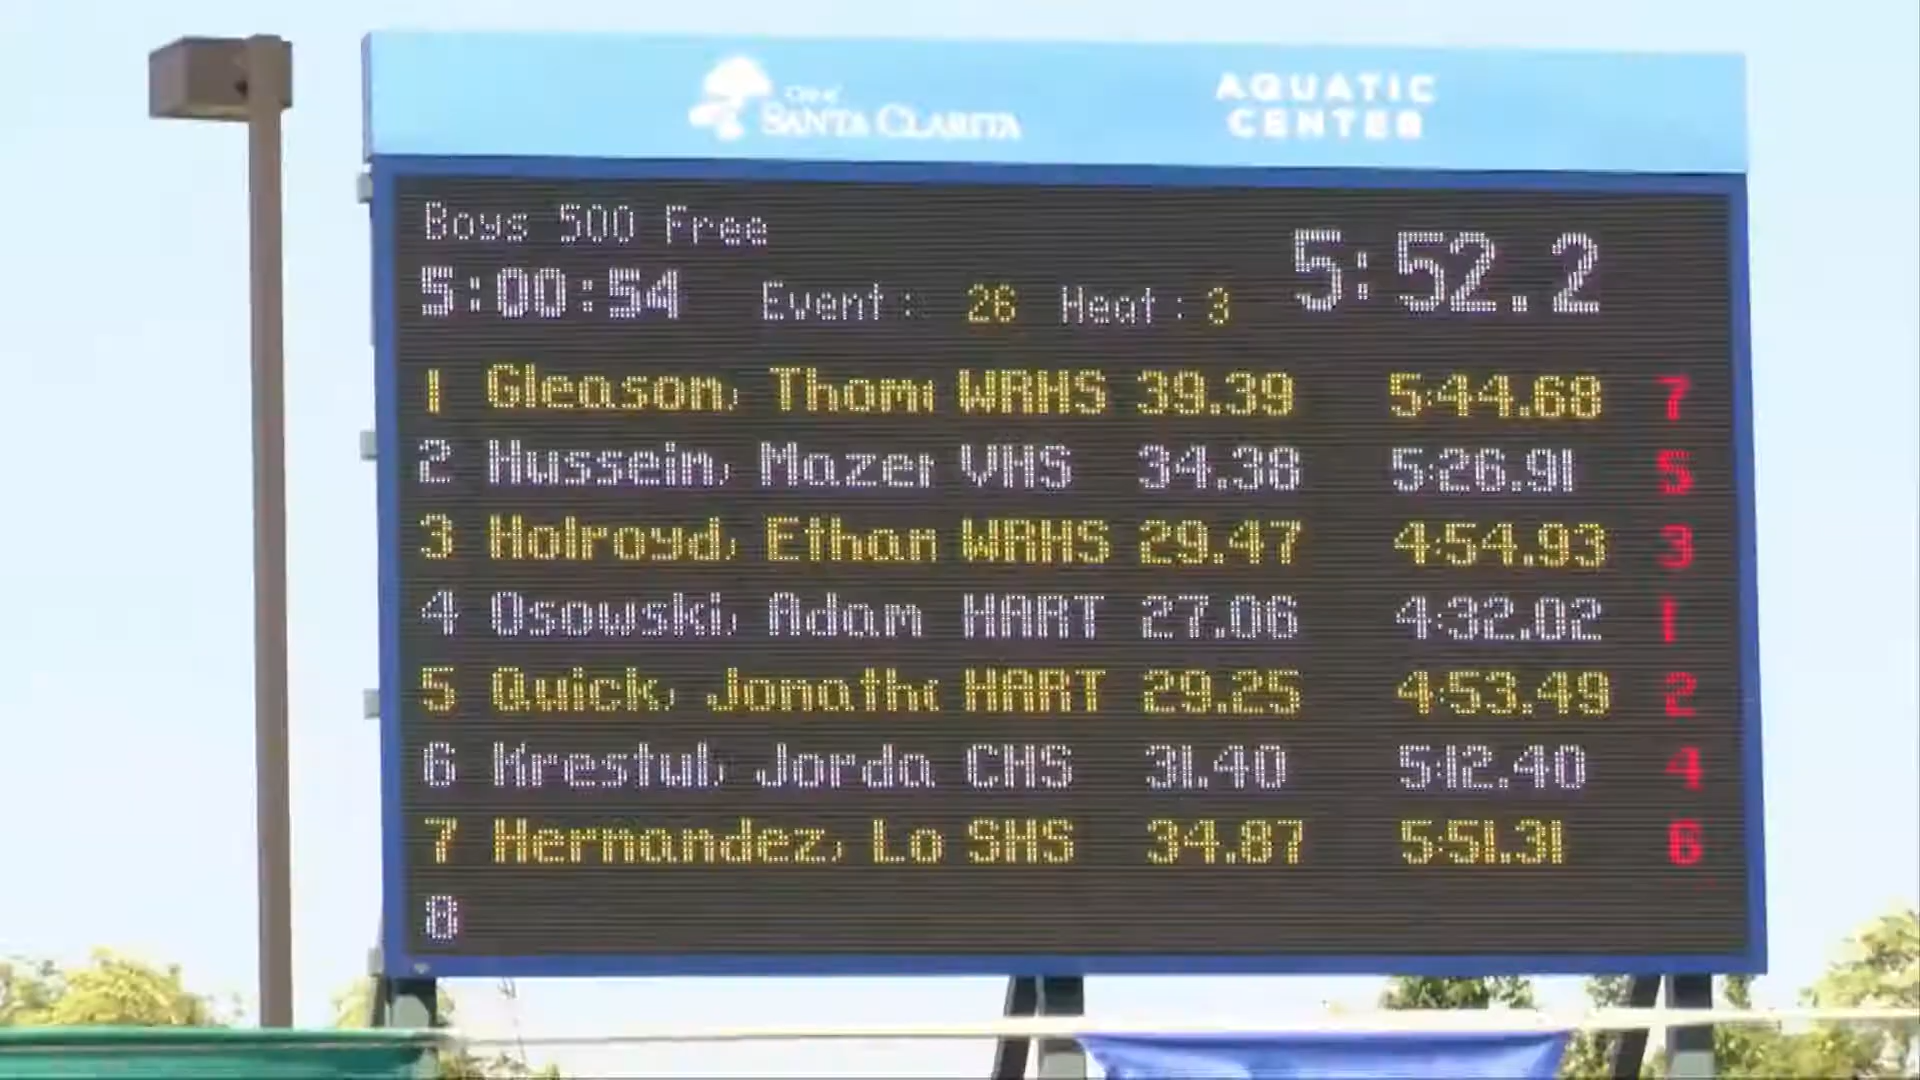 City of
SANTA CLARITA
AQUATIC
CENTER
Boys 500 Free
5:52.2
5:00:54 Event: 26 Heat: 3
1 Gleason, Thom WRHS 39.39 5:44.68 7
2 Hussein, Mazen VHS 34.38 5:26.91 5
3 Holroyd, Ethan WRHS 29.47 4:54.93 3
4 Osowski, Adam HART 27.06 4:32.02 1
5 Quick, Jonatha HART 29.25 4:53.49 2
6 Krestul, Jorda CHS 31.40 5:12.40 4
7 Hernandez, Lo SHS 34.87 5:51.31 6
8